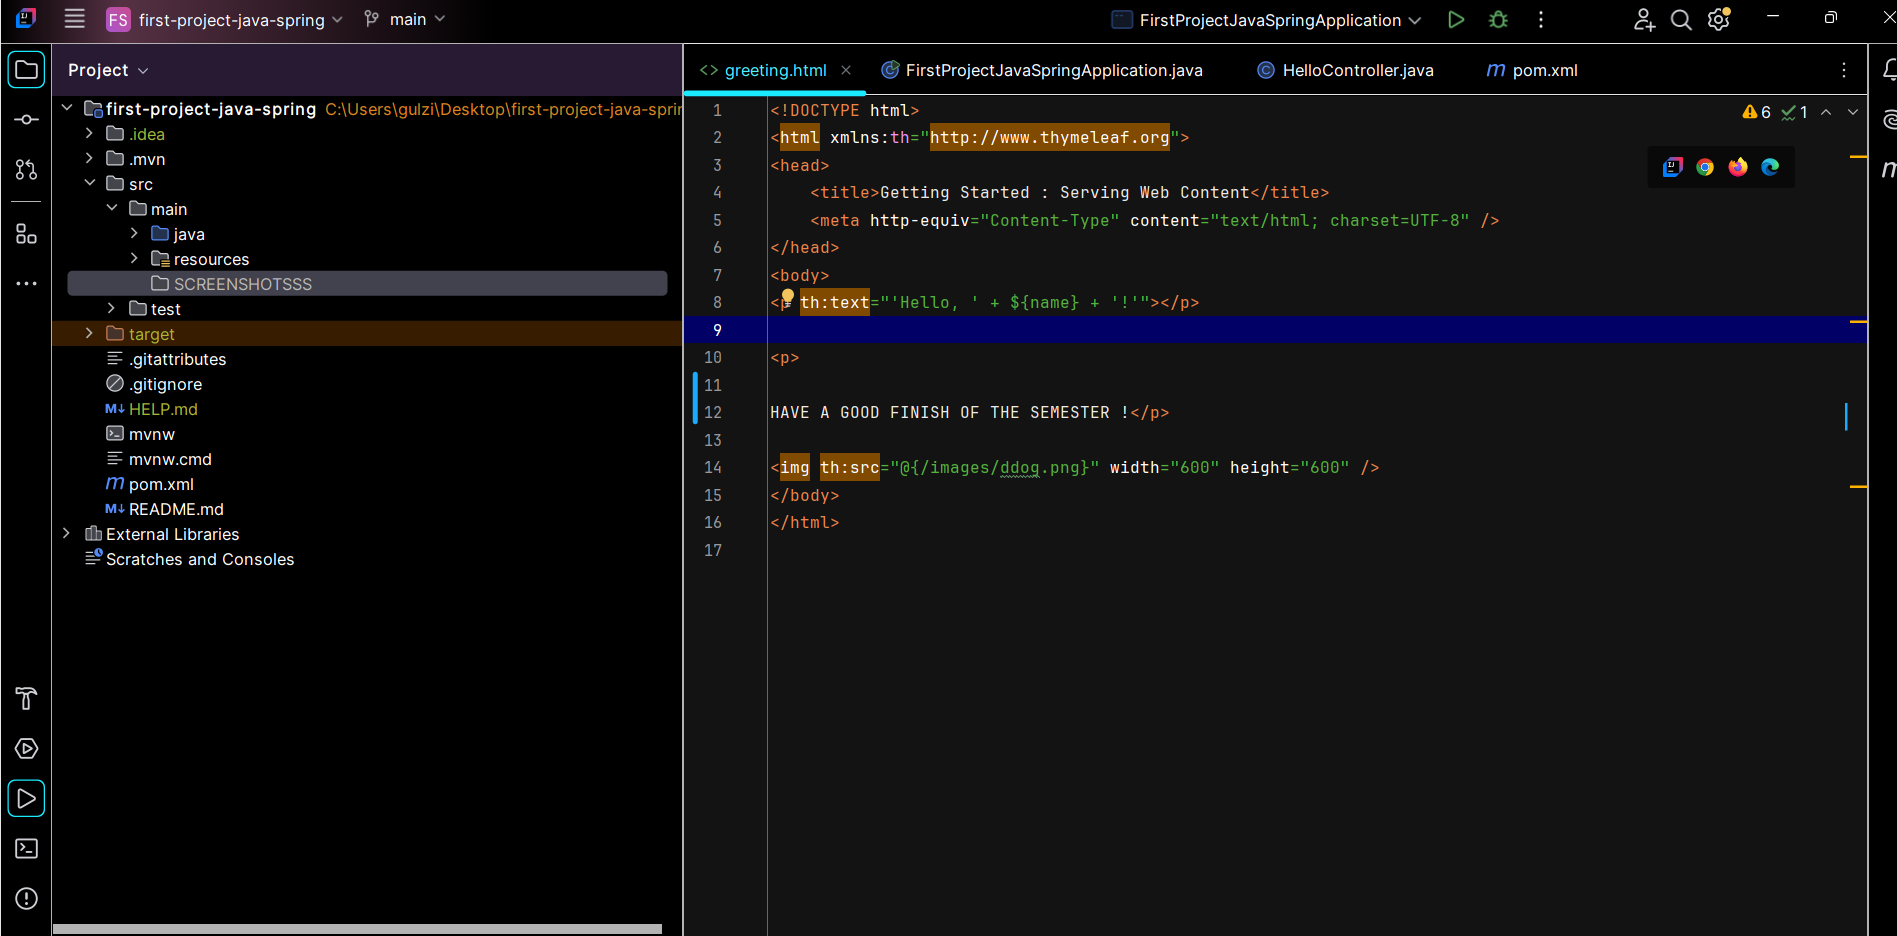 FS first-project-java-spring main FirstProjectJavaSpringApplication
Project
first-project-java-spring C:\Users\gulzi\Desktop\first-project-java-sprin
.idea
.mvn
src
main
java
resources
SCREENSHOTSSS
test
target
.gitattributes
.gitignore
M↓ HELP.md
mvnw
mvnw.cmd
m pom.xml
M↓ README.md
External Libraries
Scratches and Consoles
<> greeting.html FirstProjectJavaSpringApplication.java HelloController.java m pom.xml
6 1
1 <!DOCTYPE html>
2 <html xmlns:th="http://www.thymeleaf.org">
3 <head>
4 <title>Getting Started : Serving Web Content</title>
5 <meta http-equiv="Content-Type" content="text/html; charset=UTF-8" />
6 </head>
7 <body>
8 <p th:text="'Hello, ' + ${name} + '!'"></p>
9
10 <p>
11
12 HAVE A GOOD FINISH OF THE SEMESTER !</p>
13
14 <img th:src="@{/images/ddog.png}" width="600" height="600" />
15 </body>
16 </html>
17